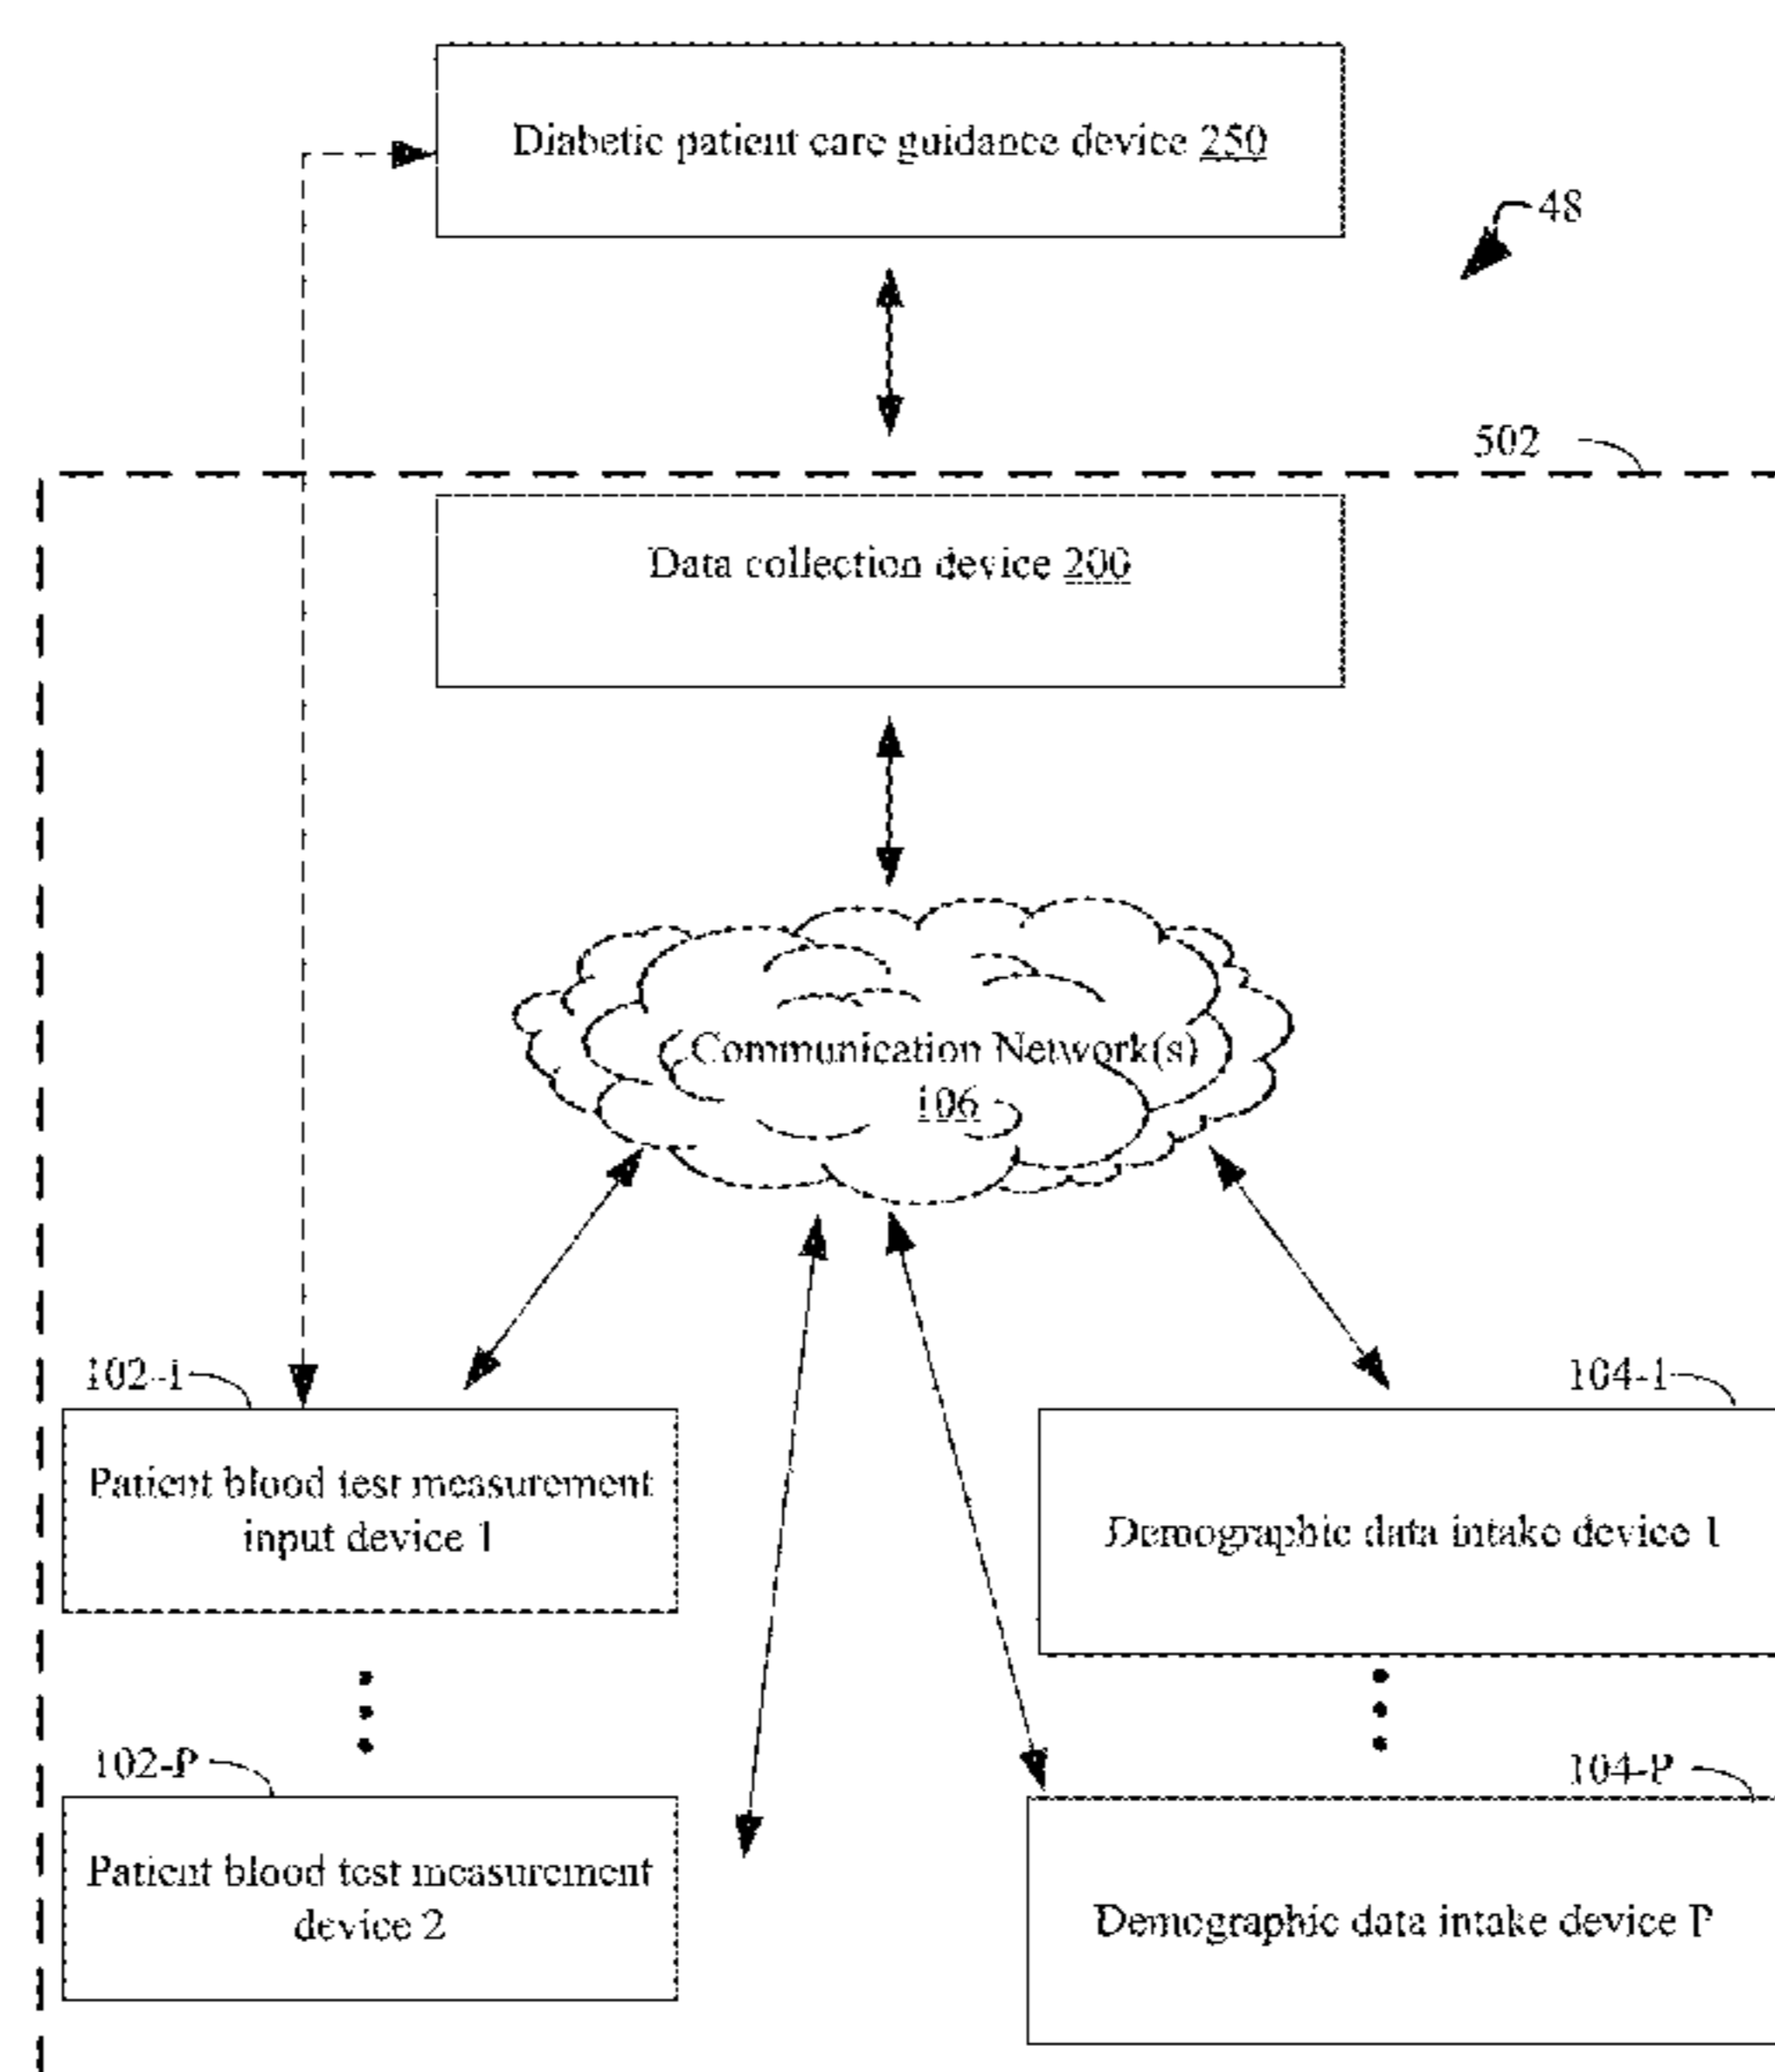 Diabetic patient care guidance device 250
48
502
Data collection device 200
Communication Network(s)
106
102-1
104-1
Patient blood test measurement
input device 1
Demographic data intake device 1
102-P
104-P
Patient blood test measurement
device 2
Demographic data intake device P